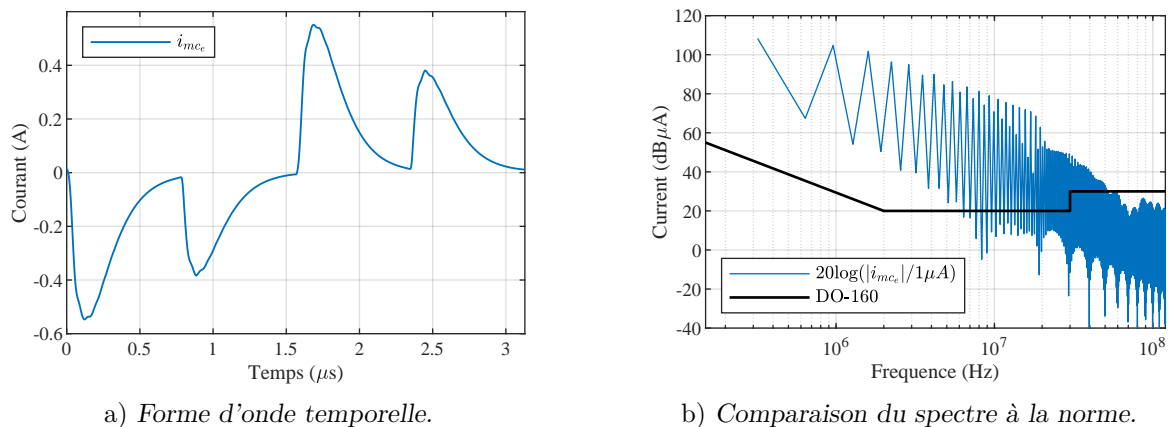 i_{mc_e}
0.4
0.2
0
-0.2
-0.4
-0.6
0 0.5 1 1.5 2 2.5 3
Courant (A)
Temps (μs)
a) Forme d'onde temporelle.
120
100
80
60
40
20
0
-20
-40
10^6 10^7 10^8
Current (dBμA)
Frequence (Hz)
20log(|i_{mc_e}|/1μA)
DO-160
b) Comparaison du spectre à la norme.